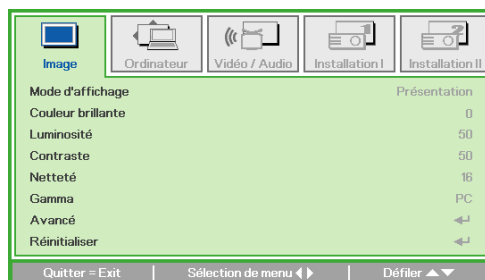 Image Ordinateur Vidéo / Audio Installation I Installation II
Mode d'affichage Présentation
Couleur brillante 0
Luminosité 50
Contraste 50
Netteté 16
Gamma PC
Avancé
Réinitialiser
Quitter = Exit Sélection de menu Défiler